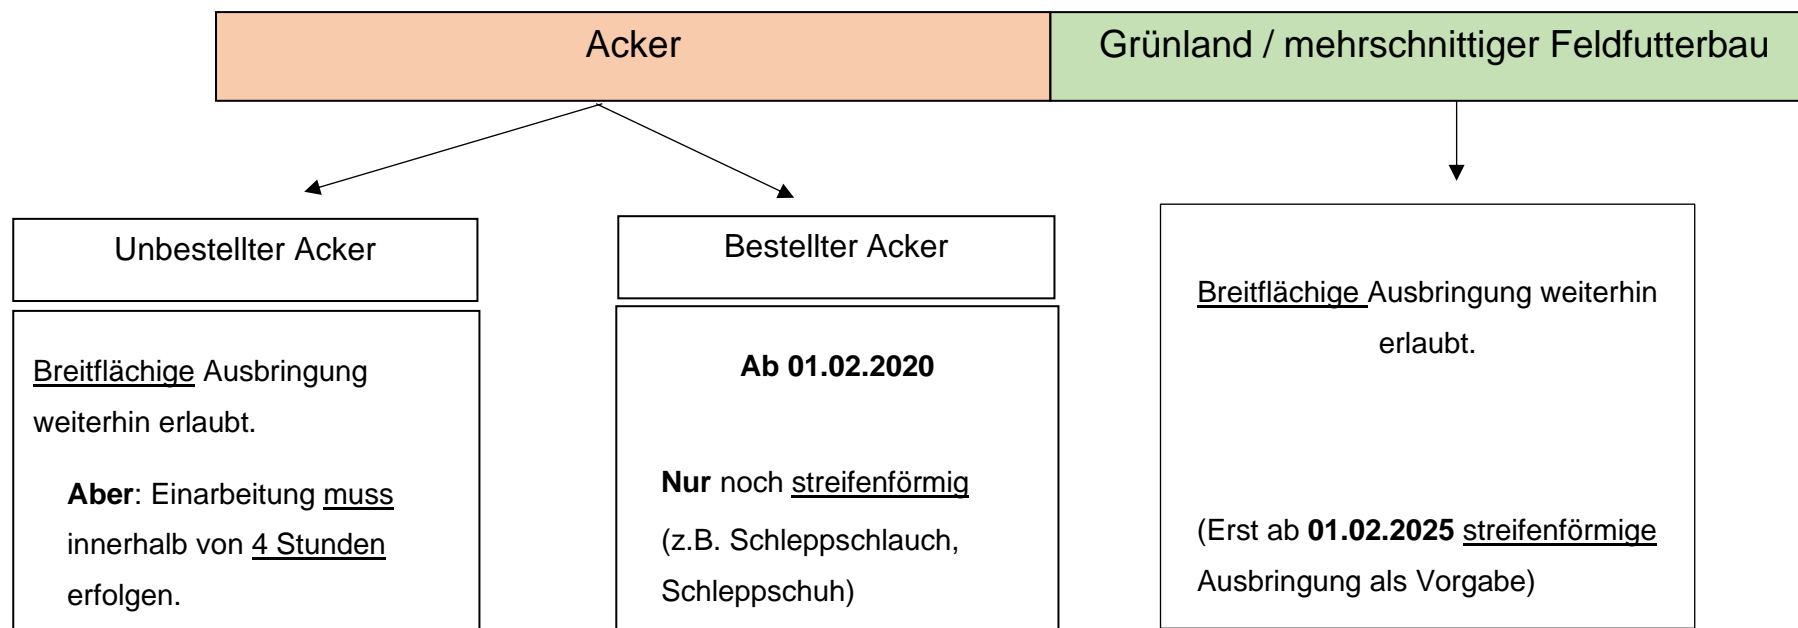 Acker
Grünland / mehrschnittiger Feldfutterbau
Unbestellter Acker
Breitflächige Ausbringung
weiterhin erlaubt.
Aber: Einarbeitung muss
innerhalb von 4 Stunden
erfolgen.
Bestellter Acker
Ab 01.02.2020
Nur noch streifenförmig
(z.B. Schleppschlauch,
Schleppschuh)
Breitflächige Ausbringung weiterhin
erlaubt.
(Erst ab 01.02.2025 streifenförmige
Ausbringung als Vorgabe)